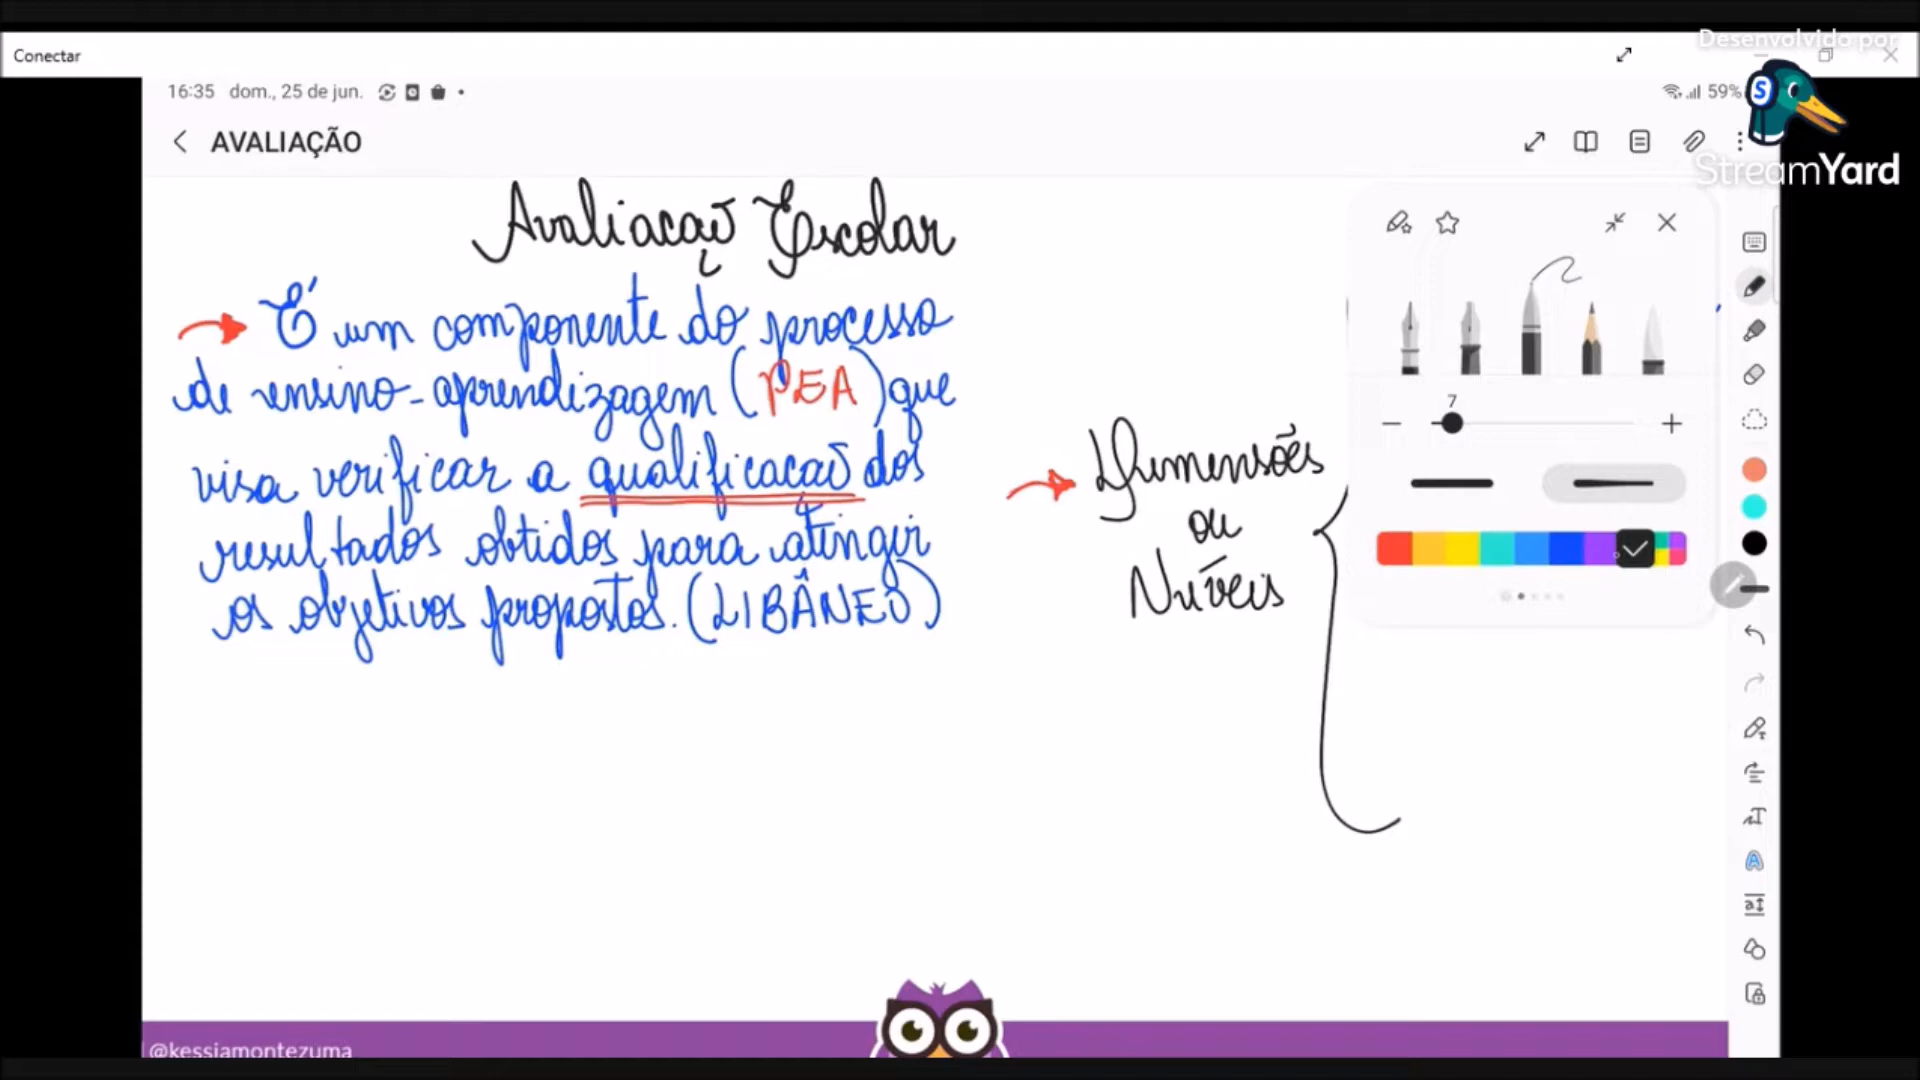 Desenvolvido por
Conectar
16:35 dom., 25 de jun.
59%
AVALIAÇÃO
StreamYard
Avaliação Escolar
É um componente do processo
de ensino-aprendizagem (PEA) que
visa verificar a qualificação dos
resultados obtidos para atingir
os objetivos propostos. (LIBÂNEO)
Dimensões
ou
Níveis
7
@kessiamontezuma